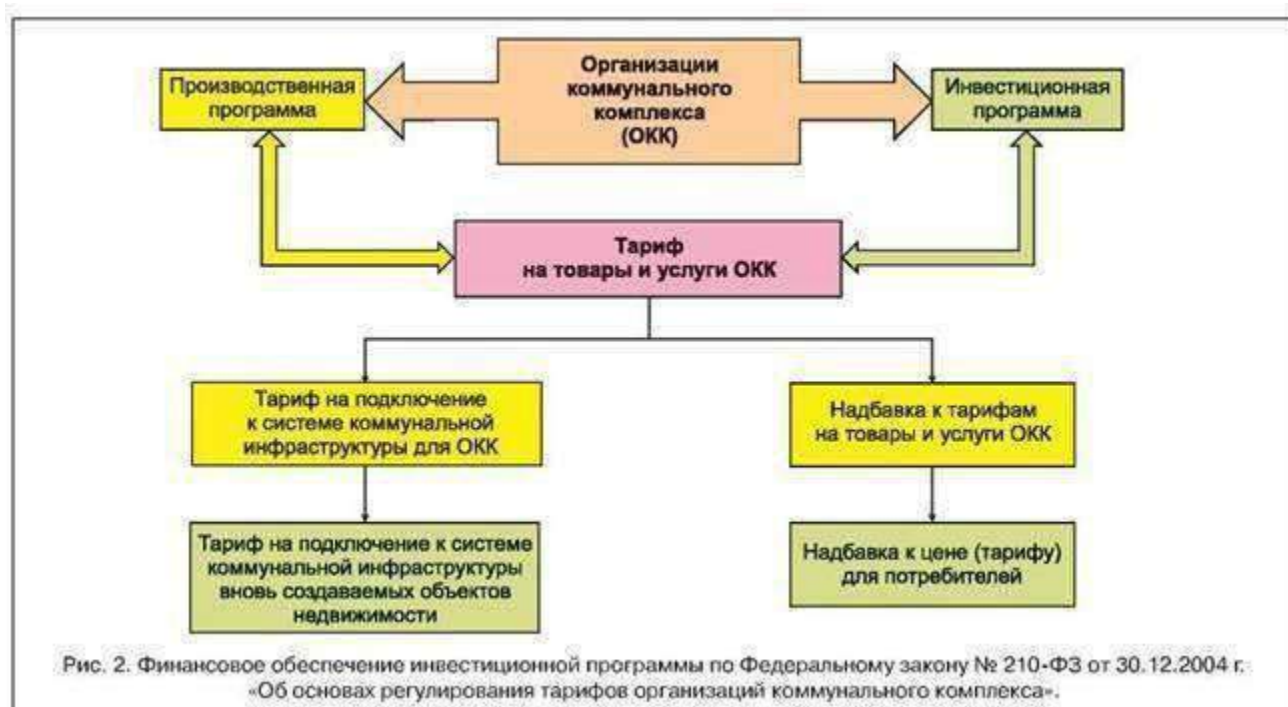 Организации
коммунального
комплекса
(ОКК)
Производственная
программа
Инвестиционная
программа
Тариф
на товары и услуги ОКК
Тариф на подключение
к системе коммунальной
инфраструктуры для ОКК
Надбавка к тарифам
на товары и услуги ОКК
Тариф на подключение к системе
коммунальной инфраструктуры
вновь создаваемых объектов
недвижимости
Надбавка к цене (тарифу)
для потребителей
Рис. 2. Финансовое обеспечение инвестиционной программы по Федеральному закону № 210-ФЗ от 30.12.2004 г.
«Об основах регулирования тарифов организаций коммунального комплекса».